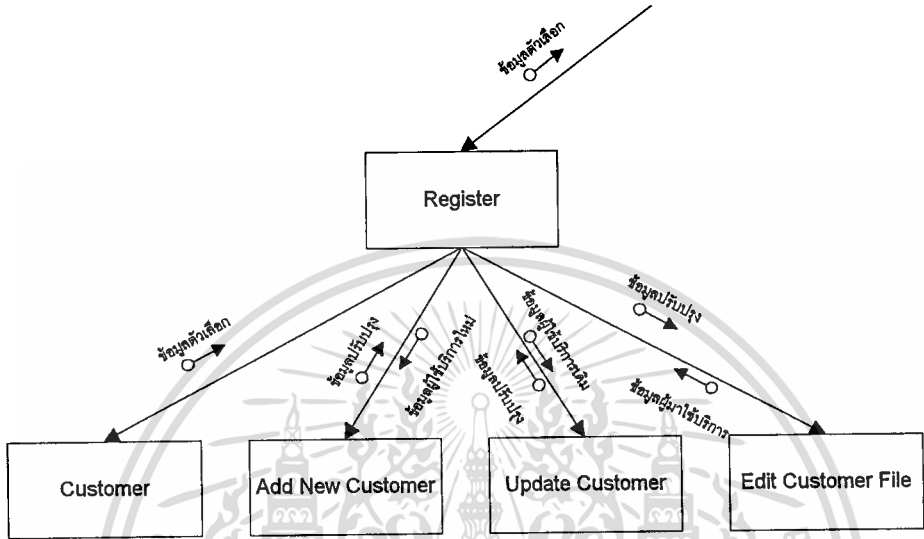 ข้อมูลตัวเลือก
Register
ข้อมูลตัวเลือก
ข้อมูลปรับปรุง
ข้อมูลผู้ใช้บริการใหม่
ข้อมูลผู้ใช้บริการเดิม
ข้อมูลปรับปรุง
ข้อมูลปรับปรุง
ข้อมูลผู้มาใช้บริการ
Customer
Add New Customer
Update Customer
Edit Customer File